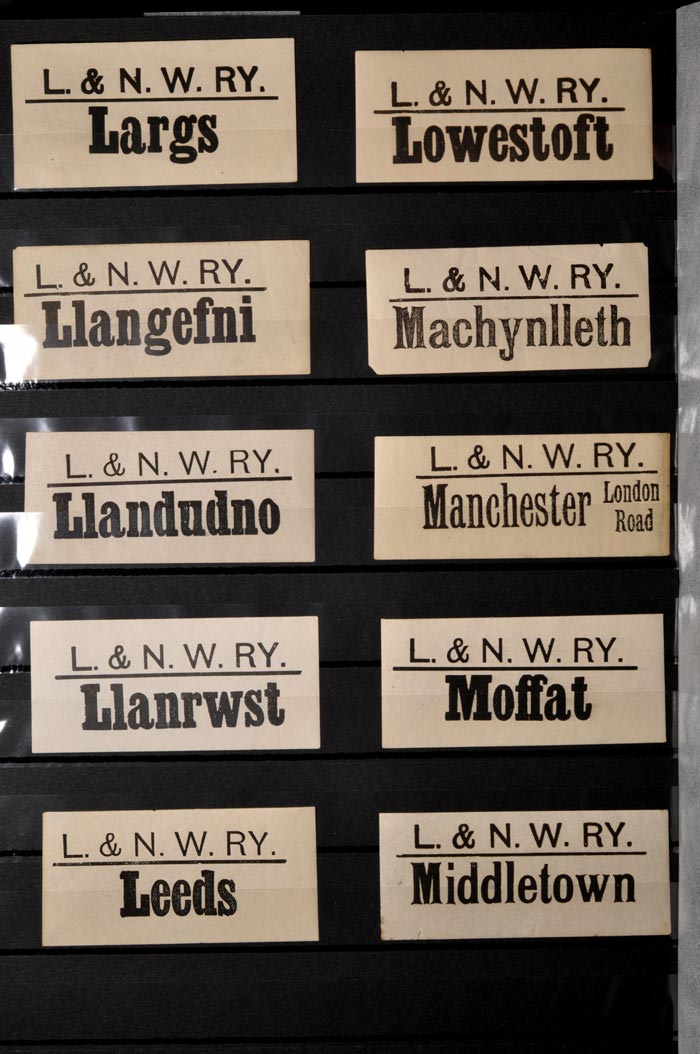 L. & N. W. RY.
Largs
L. & N. W. RY.
Lowestoft
L. & N. W. RY.
Llangefni
L. & N. W. RY.
Machynlleth
L. & N. W. RY.
Llandudno
L. & N. W. RY.
Manchester London Road
L. & N. W. RY.
Llanrwst
L. & N. W. RY.
Moffat
L. & N. W. RY.
Leeds
L. & N. W. RY.
Middletown